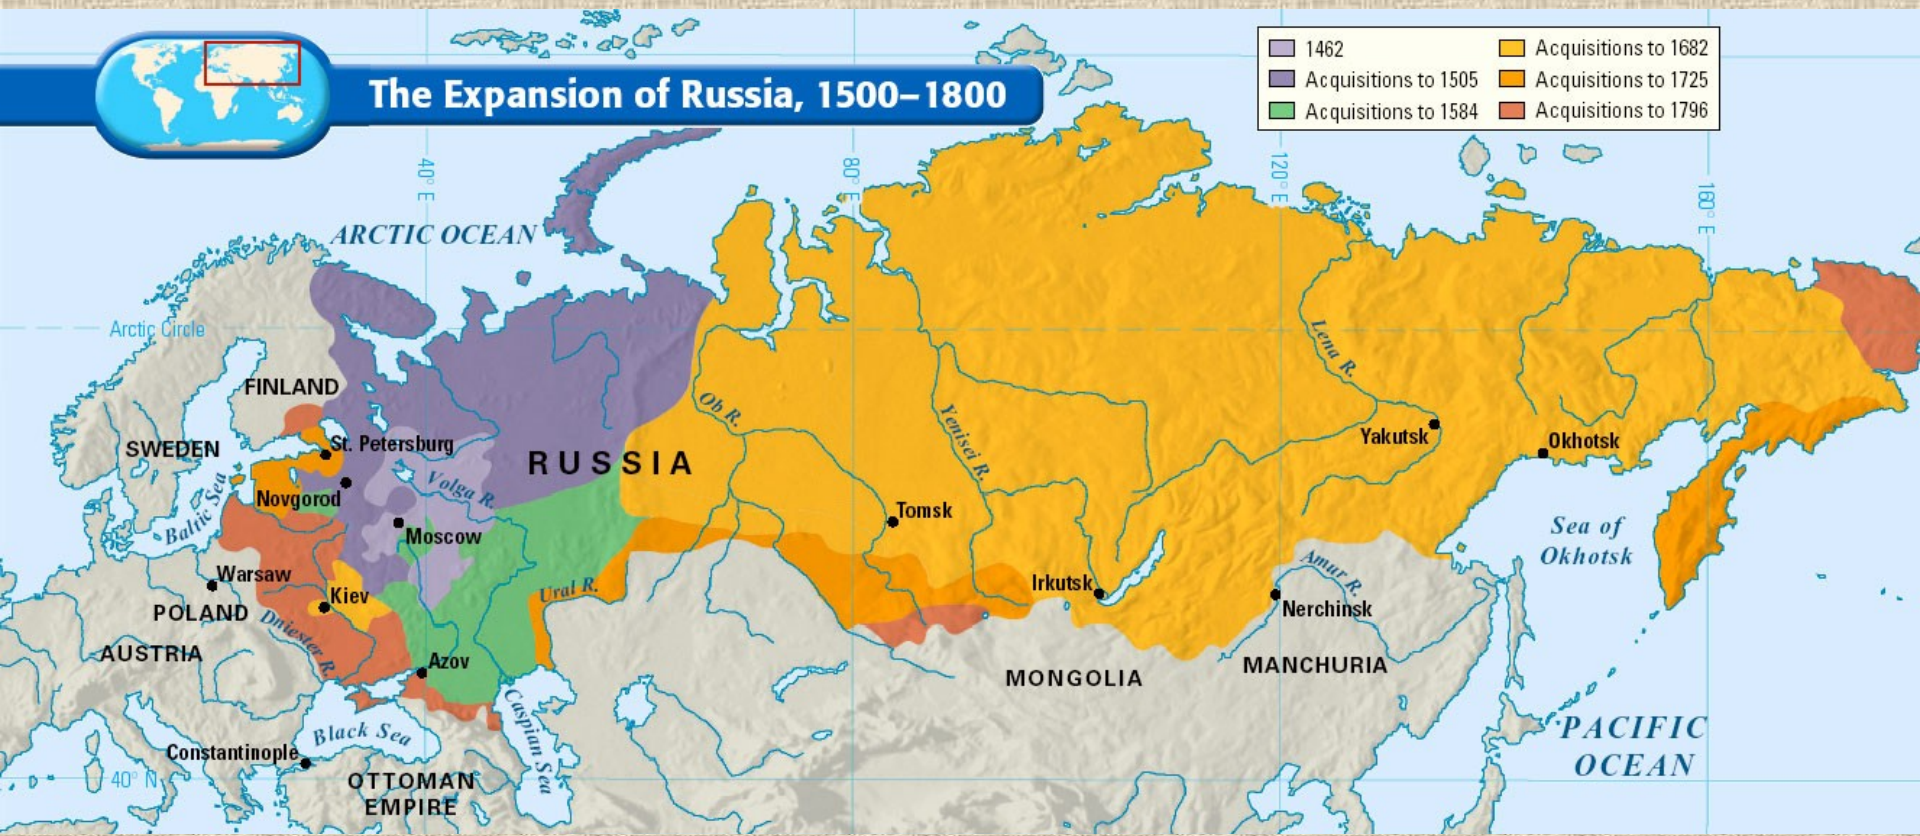 The Expansion of Russia, 1500–1800
1462
Acquisitions to 1505
Acquisitions to 1584
Acquisitions to 1682
Acquisitions to 1725
Acquisitions to 1796
40° E
80° E
120° E
160° E
ARCTIC OCEAN
Arctic Circle
FINLAND
SWEDEN
St. Petersburg
RUSSIA
Novgorod
Baltic Sea
Volga R.
Moscow
Ob R.
Yenisei R.
Lena R.
Yakutsk
Okhotsk
Tomsk
Sea of
Okhotsk
Warsaw
POLAND
Kiev
Ural R.
Irkutsk
Amur R.
Nerchinsk
Dniester R.
AUSTRIA
Azov
MONGOLIA
MANCHURIA
Caspian Sea
Black Sea
Constantinople
40° N
OTTOMAN
EMPIRE
PACIFIC
OCEAN